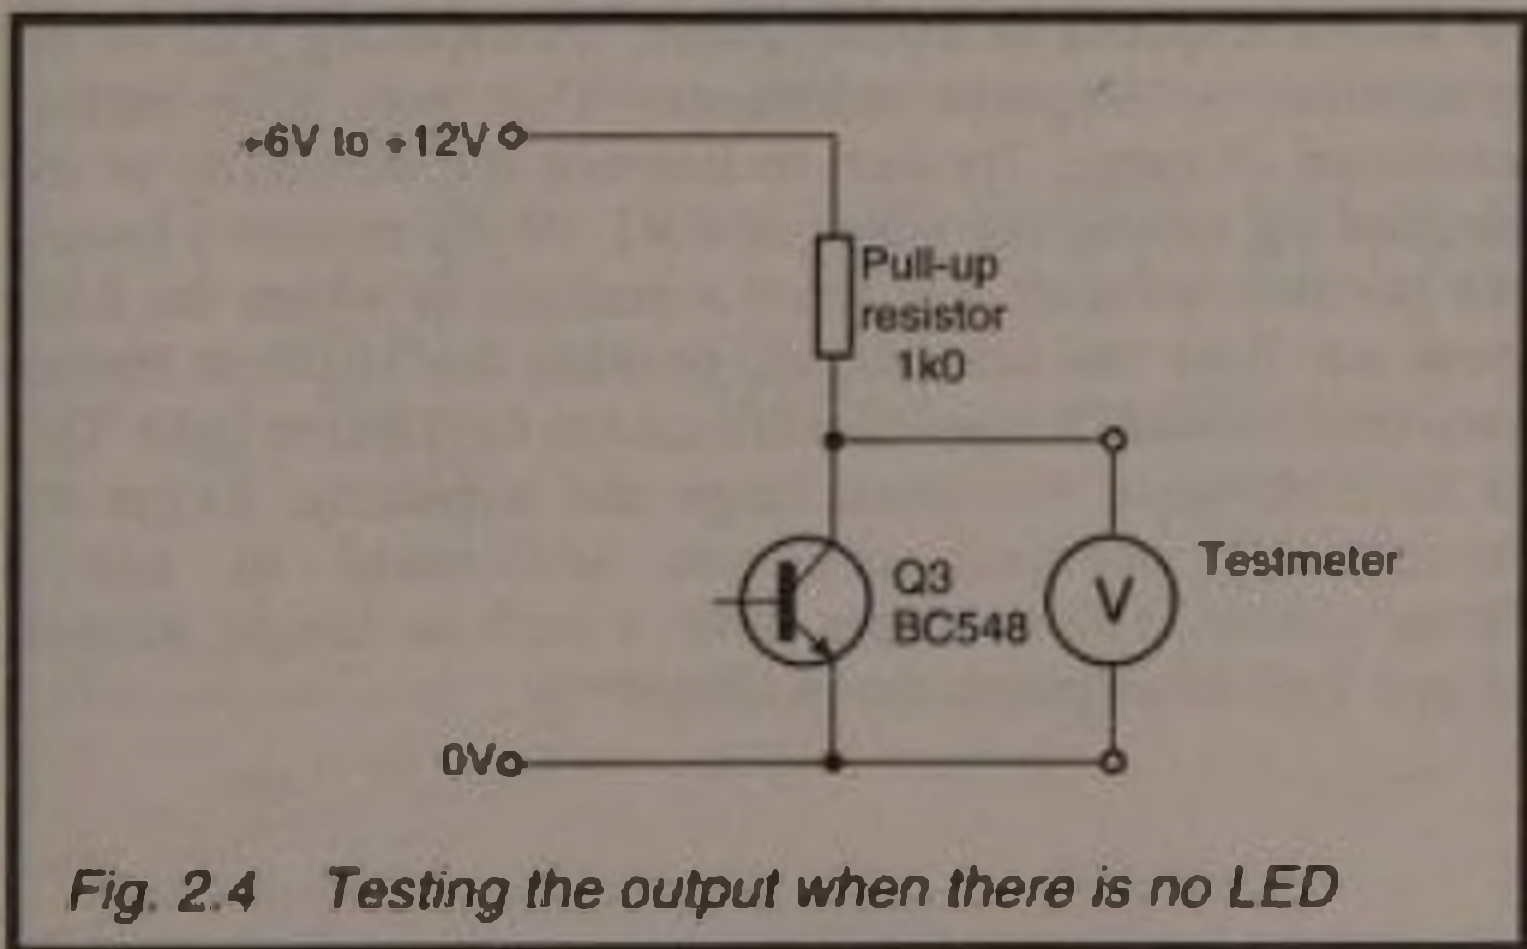 +6V to +12V
Pull-up
resistor
1k0
Q3
BC548
V
Testmeter
0V
Fig. 2.4 Testing the output when there is no LED